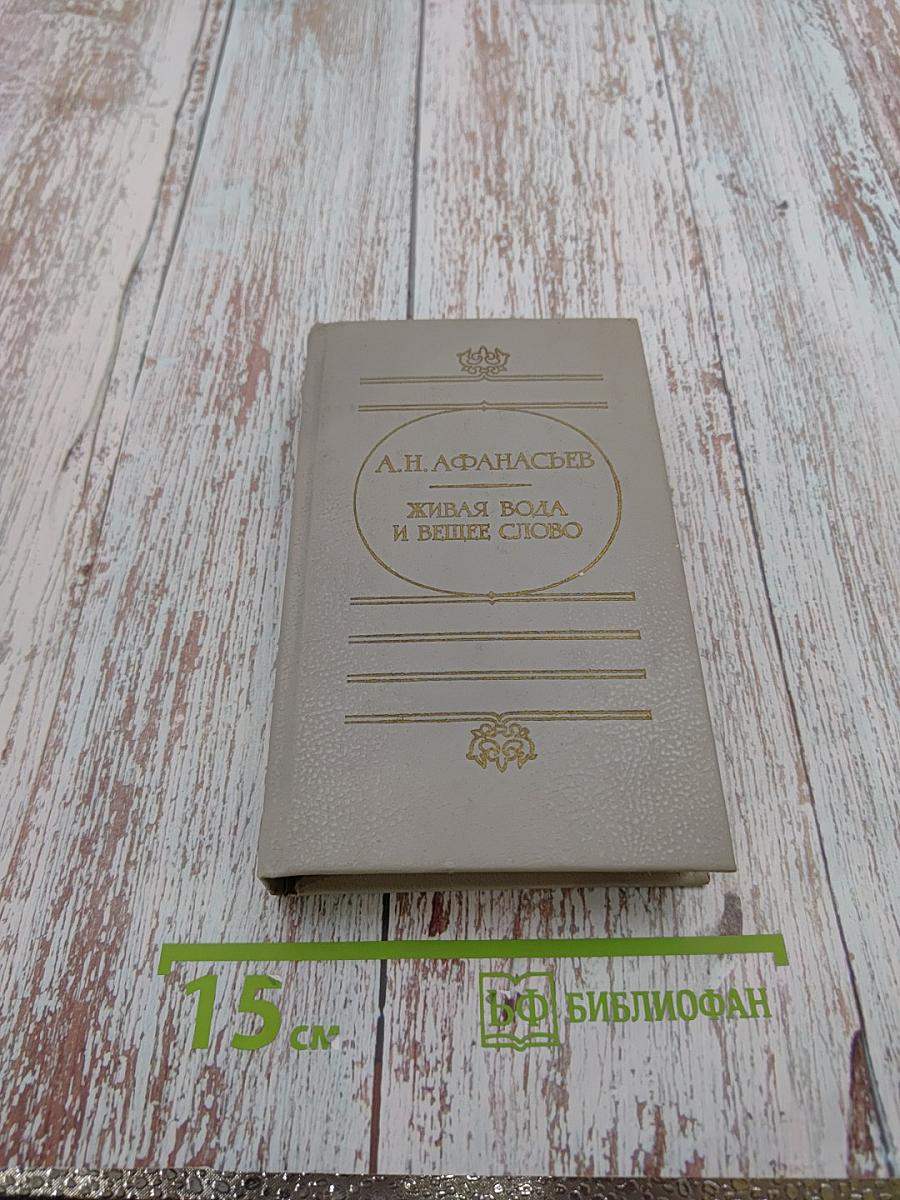 А.Н. АФАНАСЬЕВ
ЖИВАЯ ВОДА
И ВЕЩЕЕ СЛОВО
15 см
БФ БИБЛИОФАН